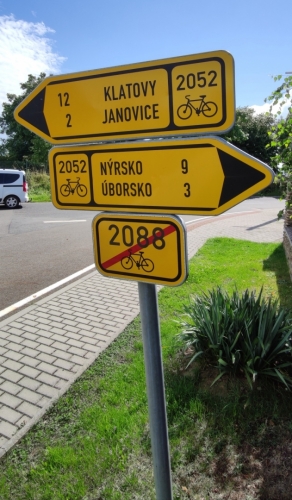 12 KLATOVY 2052
2 JANOVICE
2052 NÝRSKO 9
ÚBORSKO 3
2088